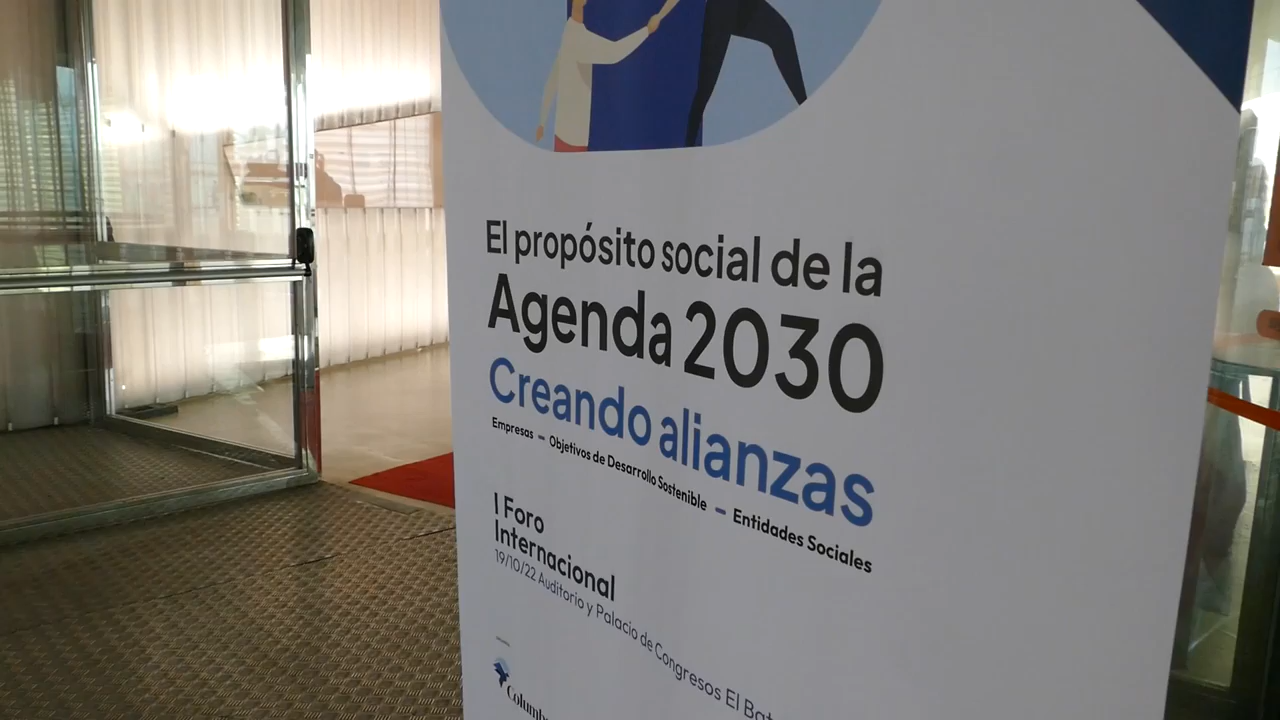 El propósito social de la
Agenda 2030
Creando alianzas
Empresas - Objetivos de Desarrollo Sostenible - Entidades Sociales
I Foro
Internacional
19/10/22 Auditorio y Palacio de Congresos El Bat